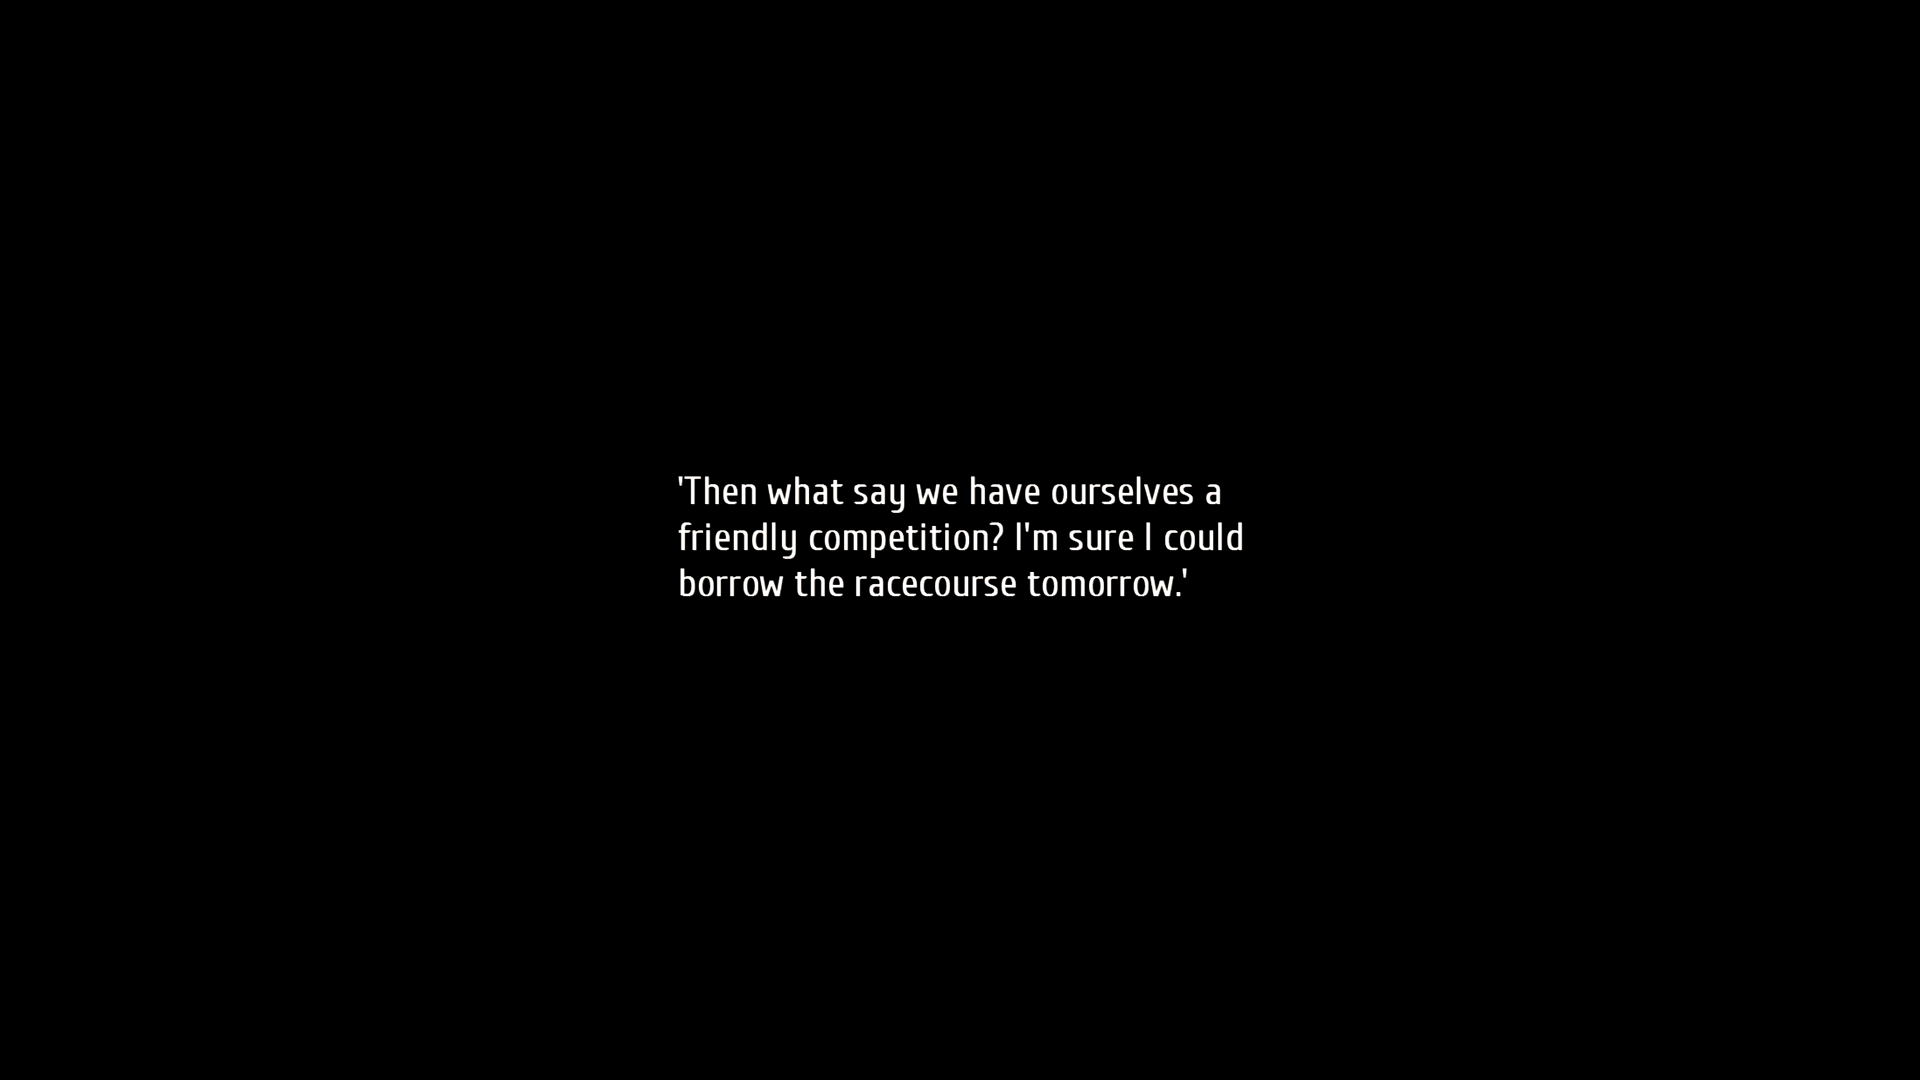 'Then what say we have ourselves a
friendly competition? I'm sure I could
borrow the racecourse tomorrow.'